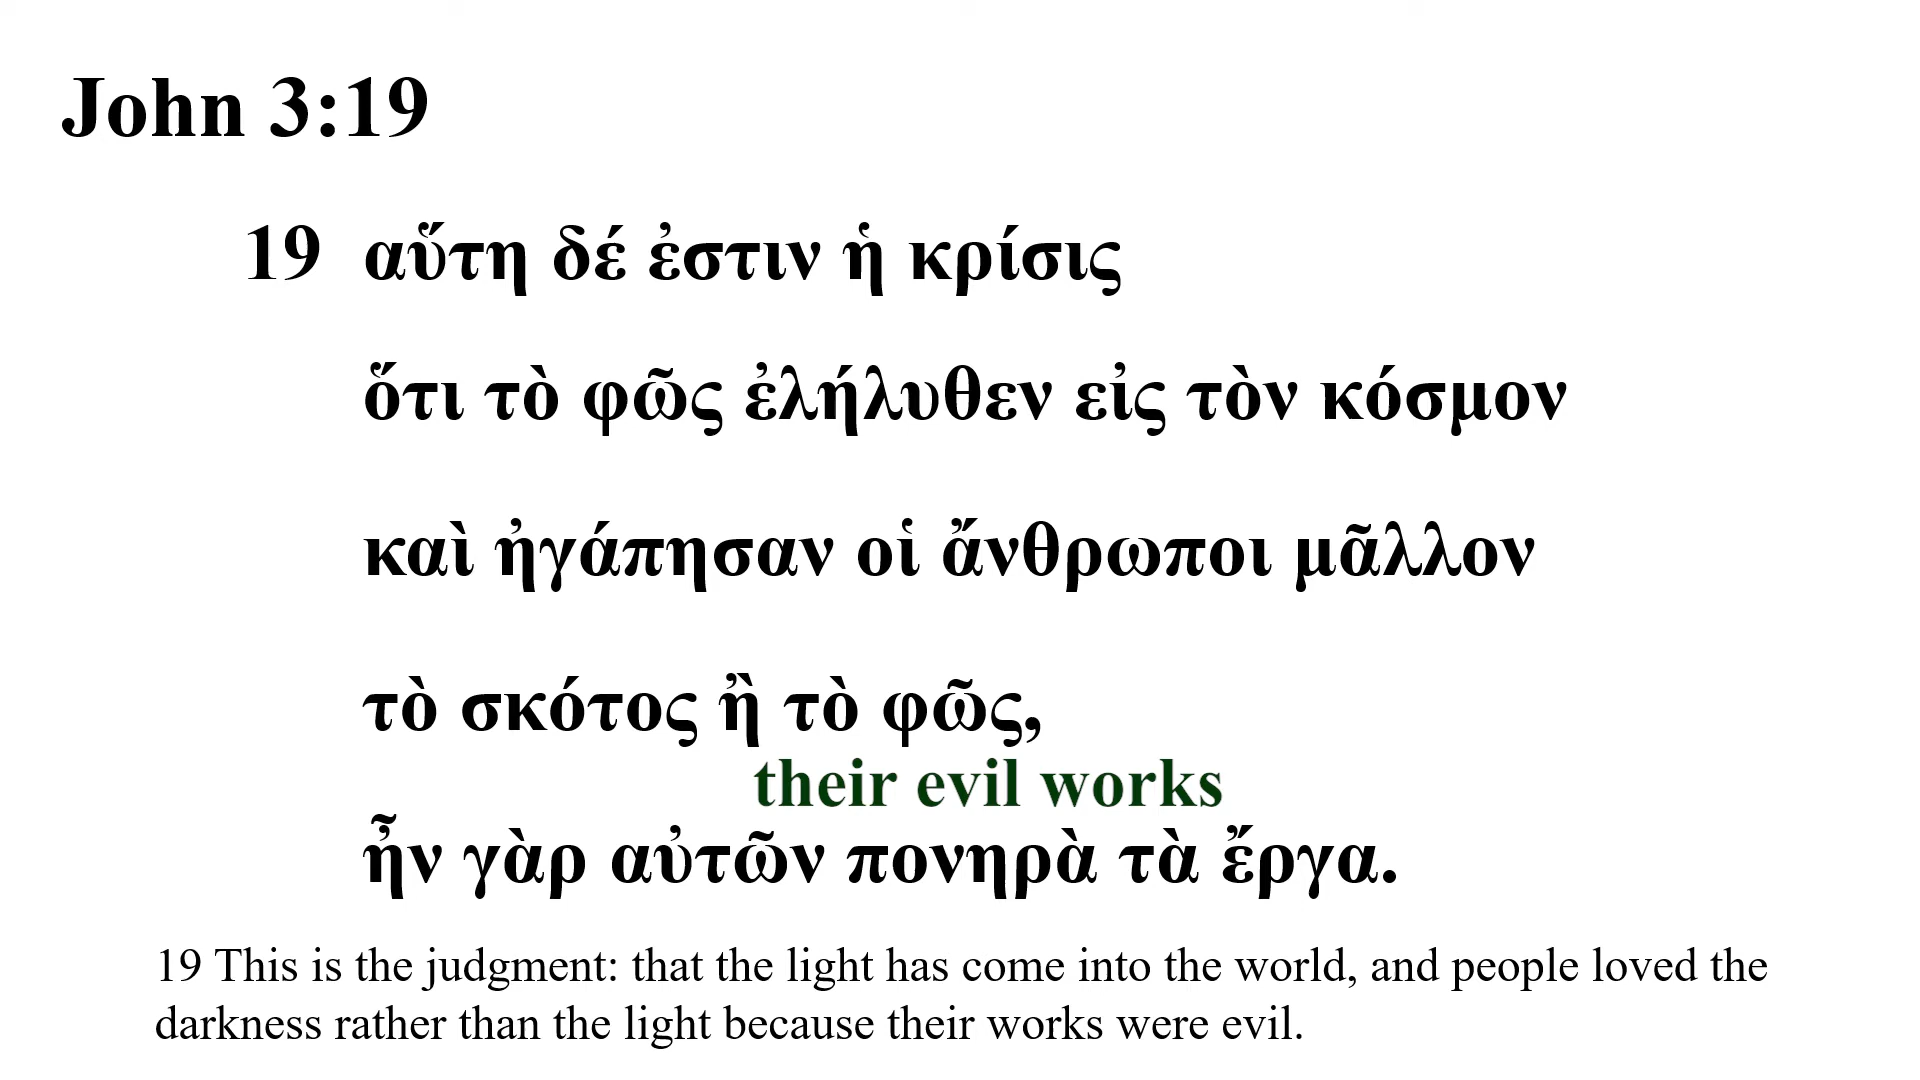 John 3:19
19 αὕτη δέ ἐστιν ἡ κρίσις
ὅτι τὸ φῶς ἐλήλυθεν εἰς τὸν κόσμον
καὶ ἠγάπησαν οἱ ἄνθρωποι μᾶλλον
τὸ σκότος ἢ τὸ φῶς,
their evil works
ἦν γὰρ αὐτῶν πονηρὰ τὰ ἔργα.
19 This is the judgment: that the light has come into the world, and people loved the
darkness rather than the light because their works were evil.